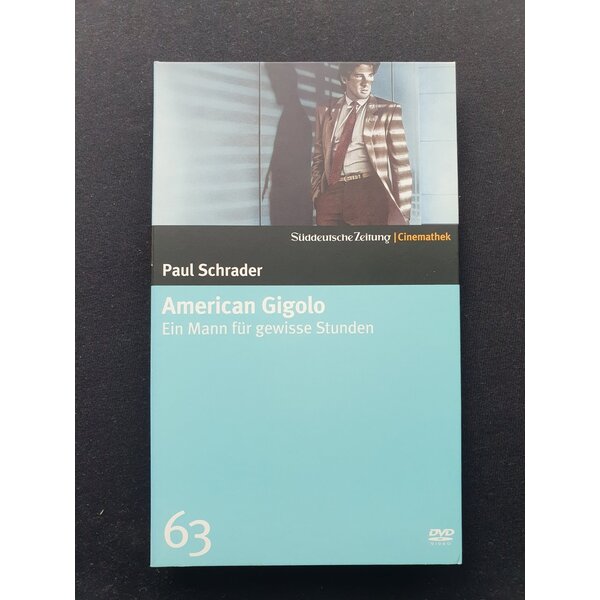 Süddeutsche Zeitung | Cinemathek
Paul Schrader
American Gigolo
Ein Mann für gewisse Stunden
63
DVD
VIDEO